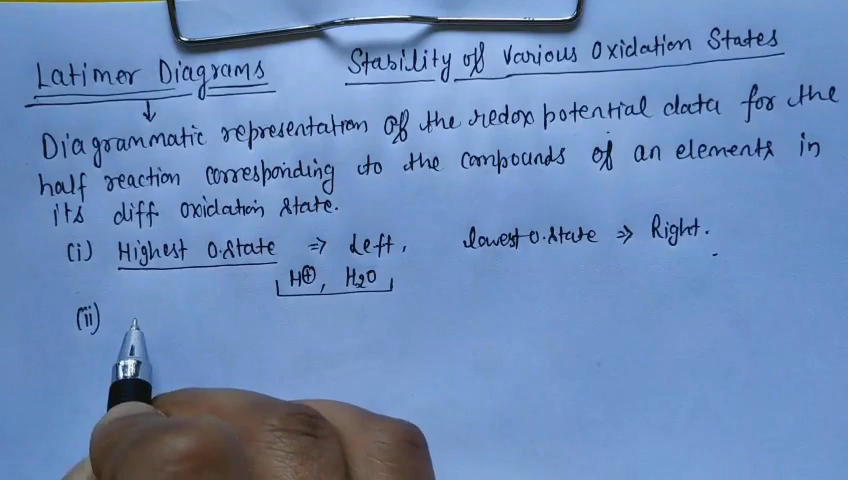 Latimer Diagrams Stability of Various Oxidation States
↓
Diagrammatic representation of the redox potential data for the
half reaction corresponding to the compounds of an elements in
its diff oxidation state.
(i) Highest O.state ⇒ Left, lowest O.state ⇒ Right.
H⊕, H2O
(ii)